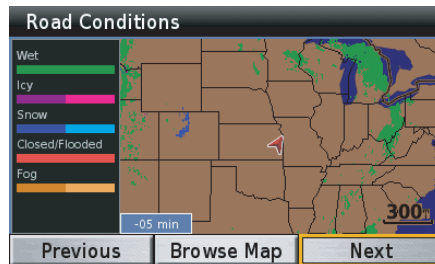 Road Conditions
Wet
Icy
Snow
Closed/Flooded
Fog
-05 min
300
Previous
Browse Map
Next